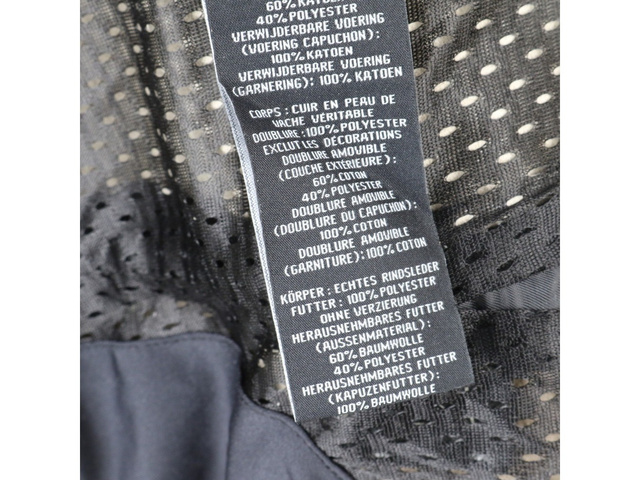 60% KATOEN
40% POLYESTER
VERWIJDERBARE VOERING
(VOERING CAPUCHON):
100% KATOEN
VERWIJDERBARE VOERING
(GARNERING): 100% KATOEN
CORPS : CUIR EN PEAU DE
VACHE VÉRITABLE
DOUBLURE : 100% POLYESTER
EXCLUT LES DÉCORATIONS
DOUBLURE AMOVIBLE
(COUCHE EXTÉRIEURE):
60% COTON
40% POLYESTER
DOUBLURE AMOVIBLE
(DOUBLURE DU CAPUCHON):
100% COTON
DOUBLURE AMOVIBLE
(GARNITURE): 100% COTON
KÖRPER : ECHTES RINDSLEDER
FUTTER : 100% POLYESTER
OHNE VERZIERUNG
HERAUSNEHMBARES FUTTER
(AUSSENMATERIAL):
60% BAUMWOLLE
40% POLYESTER
HERAUSNEHMBARES FUTTER
(KAPUZENFUTTER):
100% BAUMWOLLE